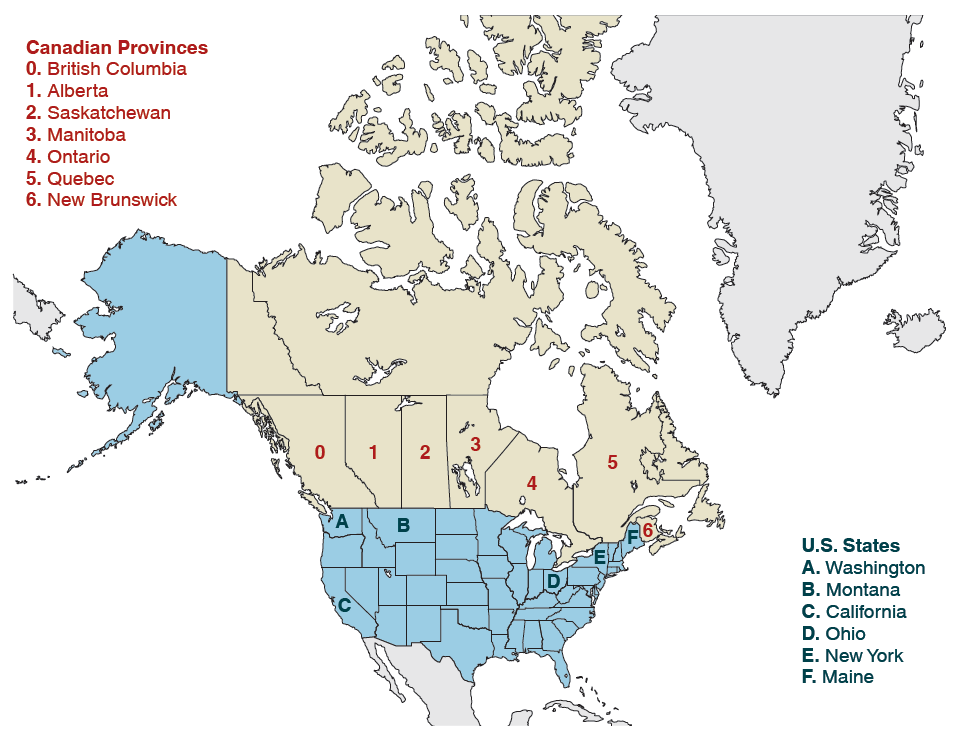 Canadian Provinces
0. British Columbia
1. Alberta
2. Saskatchewan
3. Manitoba
4. Ontario
5. Quebec
6. New Brunswick
0
1
2
3
4
5
6
A
B
C
D
E
F
U.S. States
A. Washington
B. Montana
C. California
D. Ohio
E. New York
F. Maine